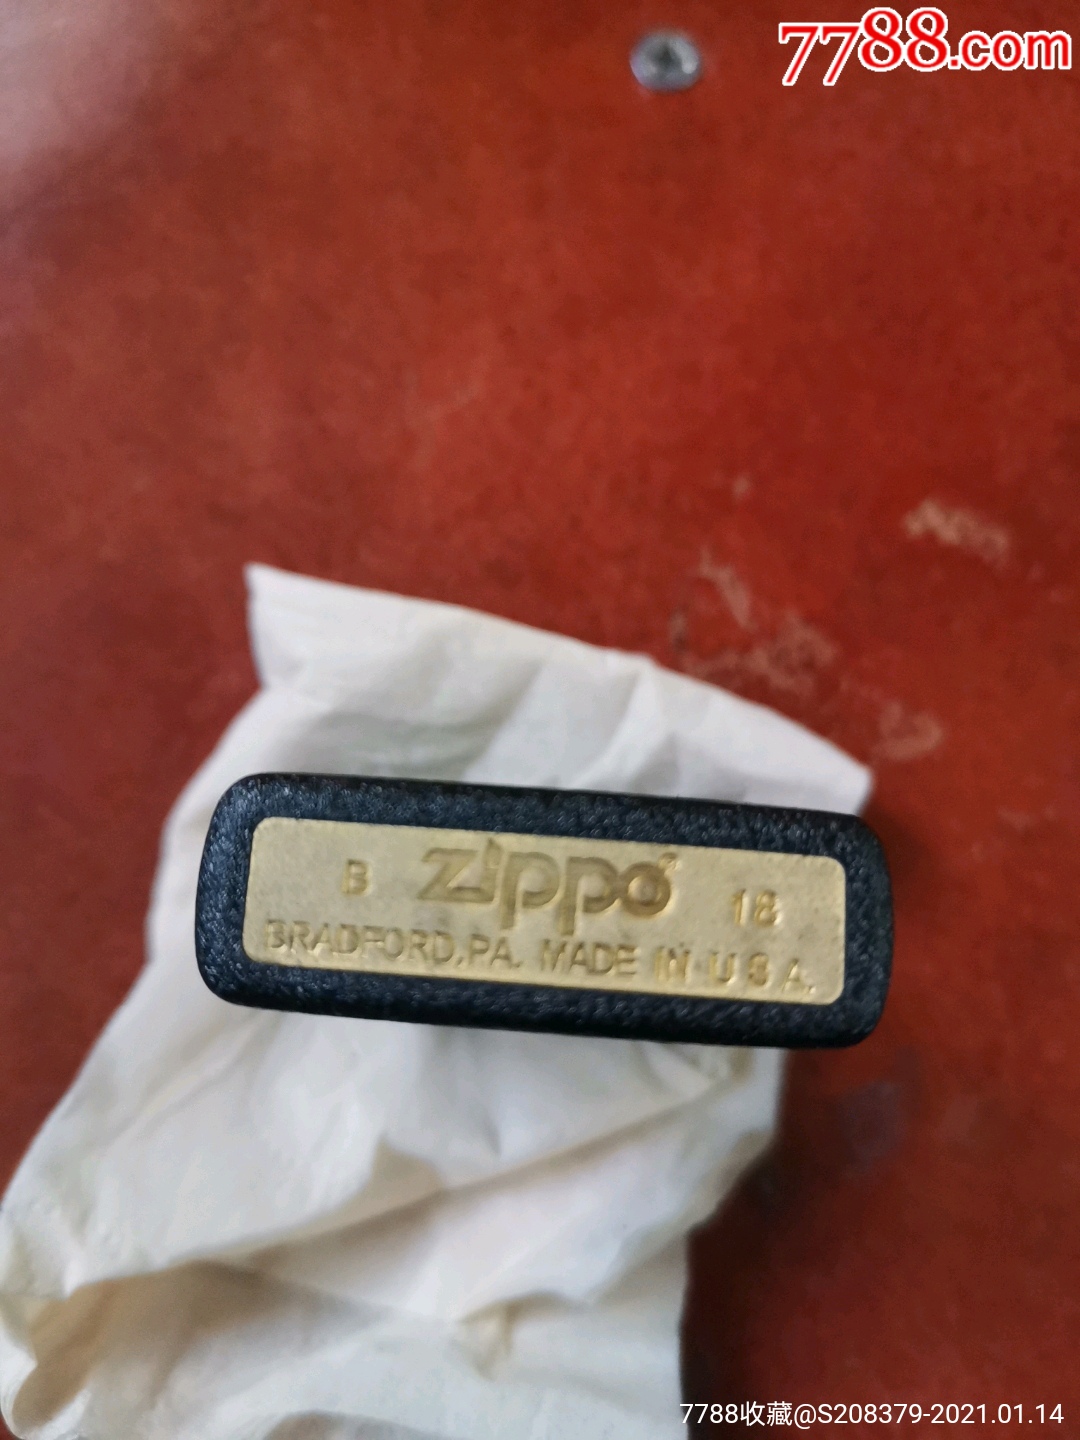 7788.com
B zippo® 18
BRADFORD,PA. MADE IN U S A.
7788收藏@S208379-2021.01.14